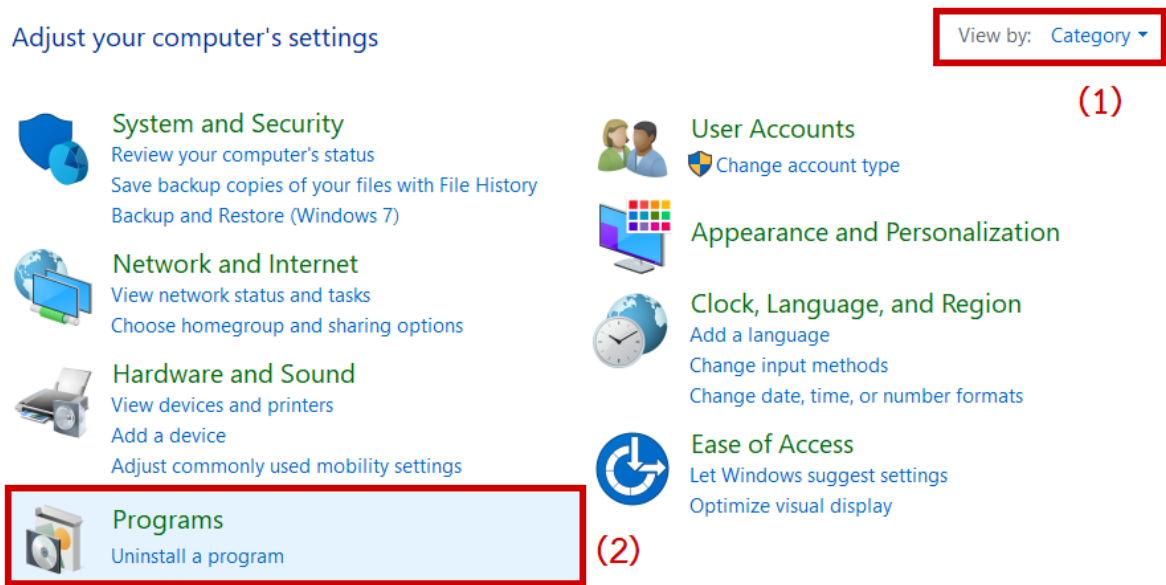 Adjust your computer's settings
View by: Category
(1)
System and Security
Review your computer's status
Save backup copies of your files with File History
Backup and Restore (Windows 7)
Network and Internet
View network status and tasks
Choose homegroup and sharing options
Hardware and Sound
View devices and printers
Add a device
Adjust commonly used mobility settings
Programs
Uninstall a program
(2)
User Accounts
Change account type
Appearance and Personalization
Clock, Language, and Region
Add a language
Change input methods
Change date, time, or number formats
Ease of Access
Let Windows suggest settings
Optimize visual display